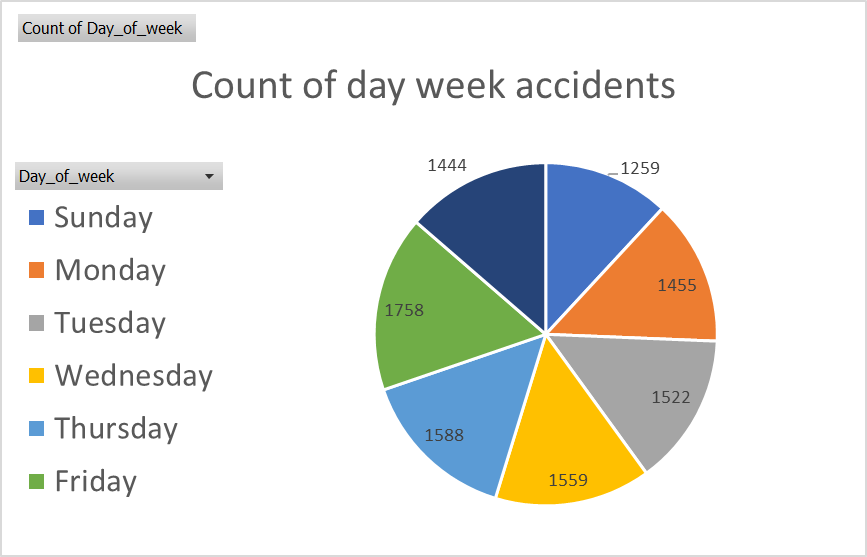 Count of Day_of_week
Count of day week accidents
Day_of_week
Sunday
Monday
Tuesday
Wednesday
Thursday
Friday
1444
1259
1455
1758
1522
1588
1559